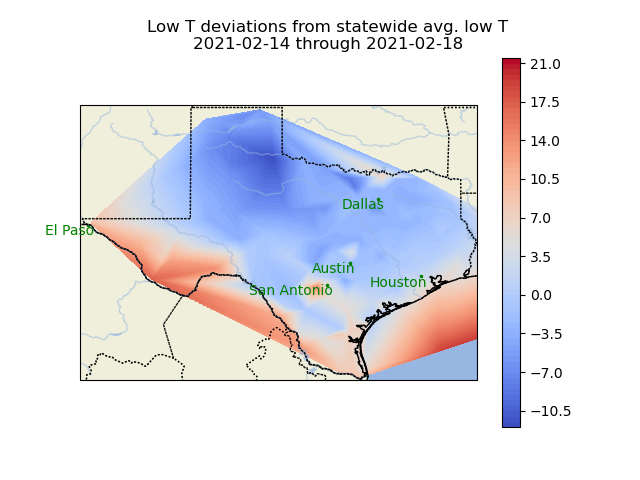 Low T deviations from statewide avg. low T
2021-02-14 through 2021-02-18
El Paso
Dallas
Austin
San Antonio
Houston
21.0
17.5
14.0
10.5
7.0
3.5
0.0
−3.5
−7.0
−10.5